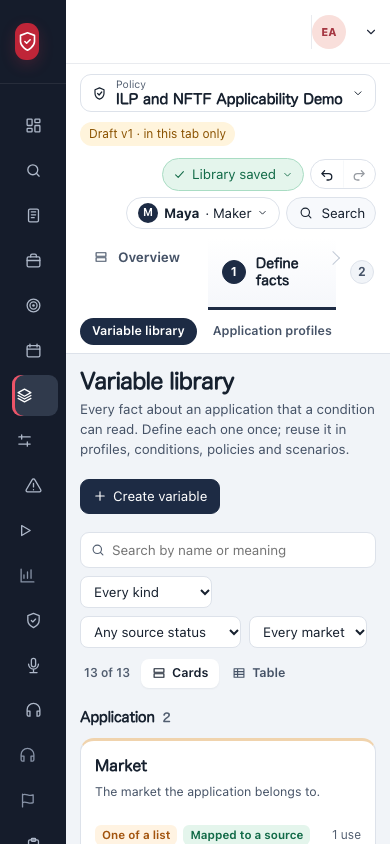 EA
Policy
ILP and NFTF Applicability Demo
Draft v1 · in this tab only
Library saved
M Maya · Maker
Search
Overview
1 Define facts
2
Variable library
Application profiles
Variable library
Every fact about an application that a condition
can read. Define each one once; reuse it in
profiles, conditions, policies and scenarios.
+ Create variable
Search by name or meaning
Every kind
Any source status
Every market
13 of 13
Cards
Table
Application 2
Market
The market the application belongs to.
One of a list
Mapped to a source
1 use